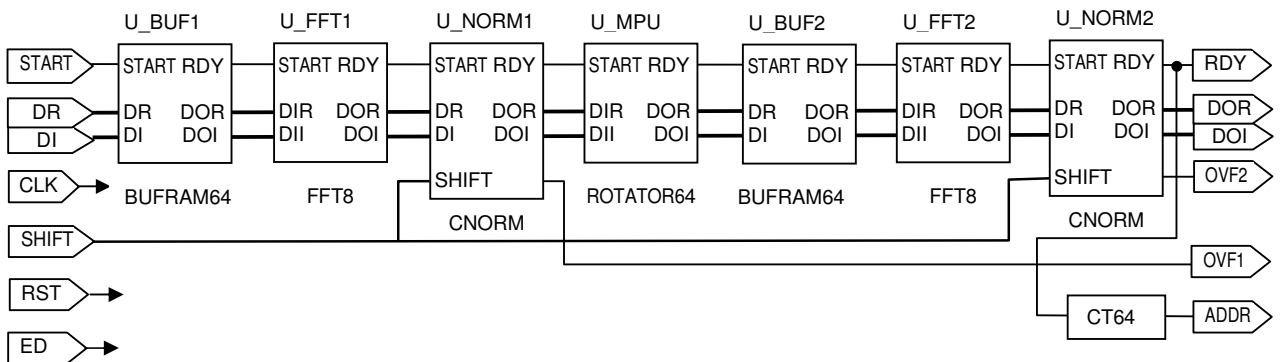 U_BUF1 U_FFT1 U_NORM1 U_MPU U_BUF2 U_FFT2 U_NORM2
START START RDY START RDY START RDY START RDY START RDY START RDY START RDY RDY
DR DR DOR DIR DOR DR DOR DIR DOR DR DOR DIR DOR DR DOR DOR
DI DI DOI DII DOI DI DOI DII DOI DI DOI DII DOI DI DOI DOI
CLK SHIFT SHIFT OVF2
BUFRAM64 FFT8 ROTATOR64 BUFRAM64 FFT8
CNORM CNORM
SHIFT
OVF1
RST
CT64 ADDR
ED